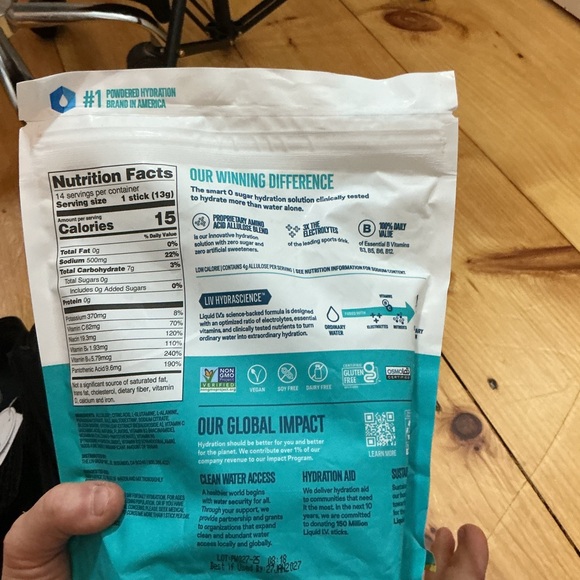 #1 POWDERED HYDRATION
BRAND IN AMERICA
Nutrition Facts
14 servings per container
Serving size 1 stick (13g)
Amount per serving
Calories 15
% Daily Value
Total Fat 0g 0%
Sodium 500mg 22%
Total Carbohydrate 7g 3%
Total Sugars 0g
Includes 0g Added Sugars 0%
Protein 0g
Potassium 370mg 8%
Vitamin C 62mg 70%
Niacin 19.3mg 120%
Vitamin B₆ 1.93mg 110%
Vitamin B₁₂ 5.79mcg 240%
Pantothenic Acid 9.6mg 190%
Not a significant source of saturated fat,
trans fat, cholesterol, dietary fiber, vitamin
D, calcium and iron.
OUR WINNING DIFFERENCE
The smart 0 sugar hydration solution clinically tested
to hydrate more than water alone.
PROPRIETARY AMINO
ACID ALLULOSE BLEND
is our innovative hydration
solution with zero sugar and
zero artificial sweeteners.
3X THE
ELECTROLYTES
of the leading sports drink.
B
100% DAILY
VALUE
of Essential B Vitamins
B3, B5, B6, B12.
LOW CALORIE | CONTAINS 4g ALLULOSE PER SERVING | SEE NUTRITION INFORMATION FOR SODIUM CONTENT.
LIV HYDRASCIENCE™
Liquid I.V.'s science-backed formula is designed
with an optimized ratio of electrolytes, essential
vitamins, and clinically tested nutrients to turn
ordinary water into extraordinary hydration.
ORDINARY
WATER
VITAMINS
ELECTROLYTES
NUTRIENTS
NON
GMO
VERIFIED
VEGAN
SOY FREE
DAIRY FREE
CERTIFIED
GLUTEN
FREE
OUR GLOBAL IMPACT
Hydration should be better for you and better
for the planet. We contribute over 1% of our
company revenue to our Impact Program.
LEARN MORE
CLEAN WATER ACCESS
A healthier world begins
with water security for all.
Through your support, we
provide partnership and grants
to organizations that expand
clean and abundant water
access locally and globally.
HYDRATION AID
We deliver hydration aid
to communities that need
it the most. In the next 10
years, we are committed
to donating 150 Million
Liquid I.V. sticks.